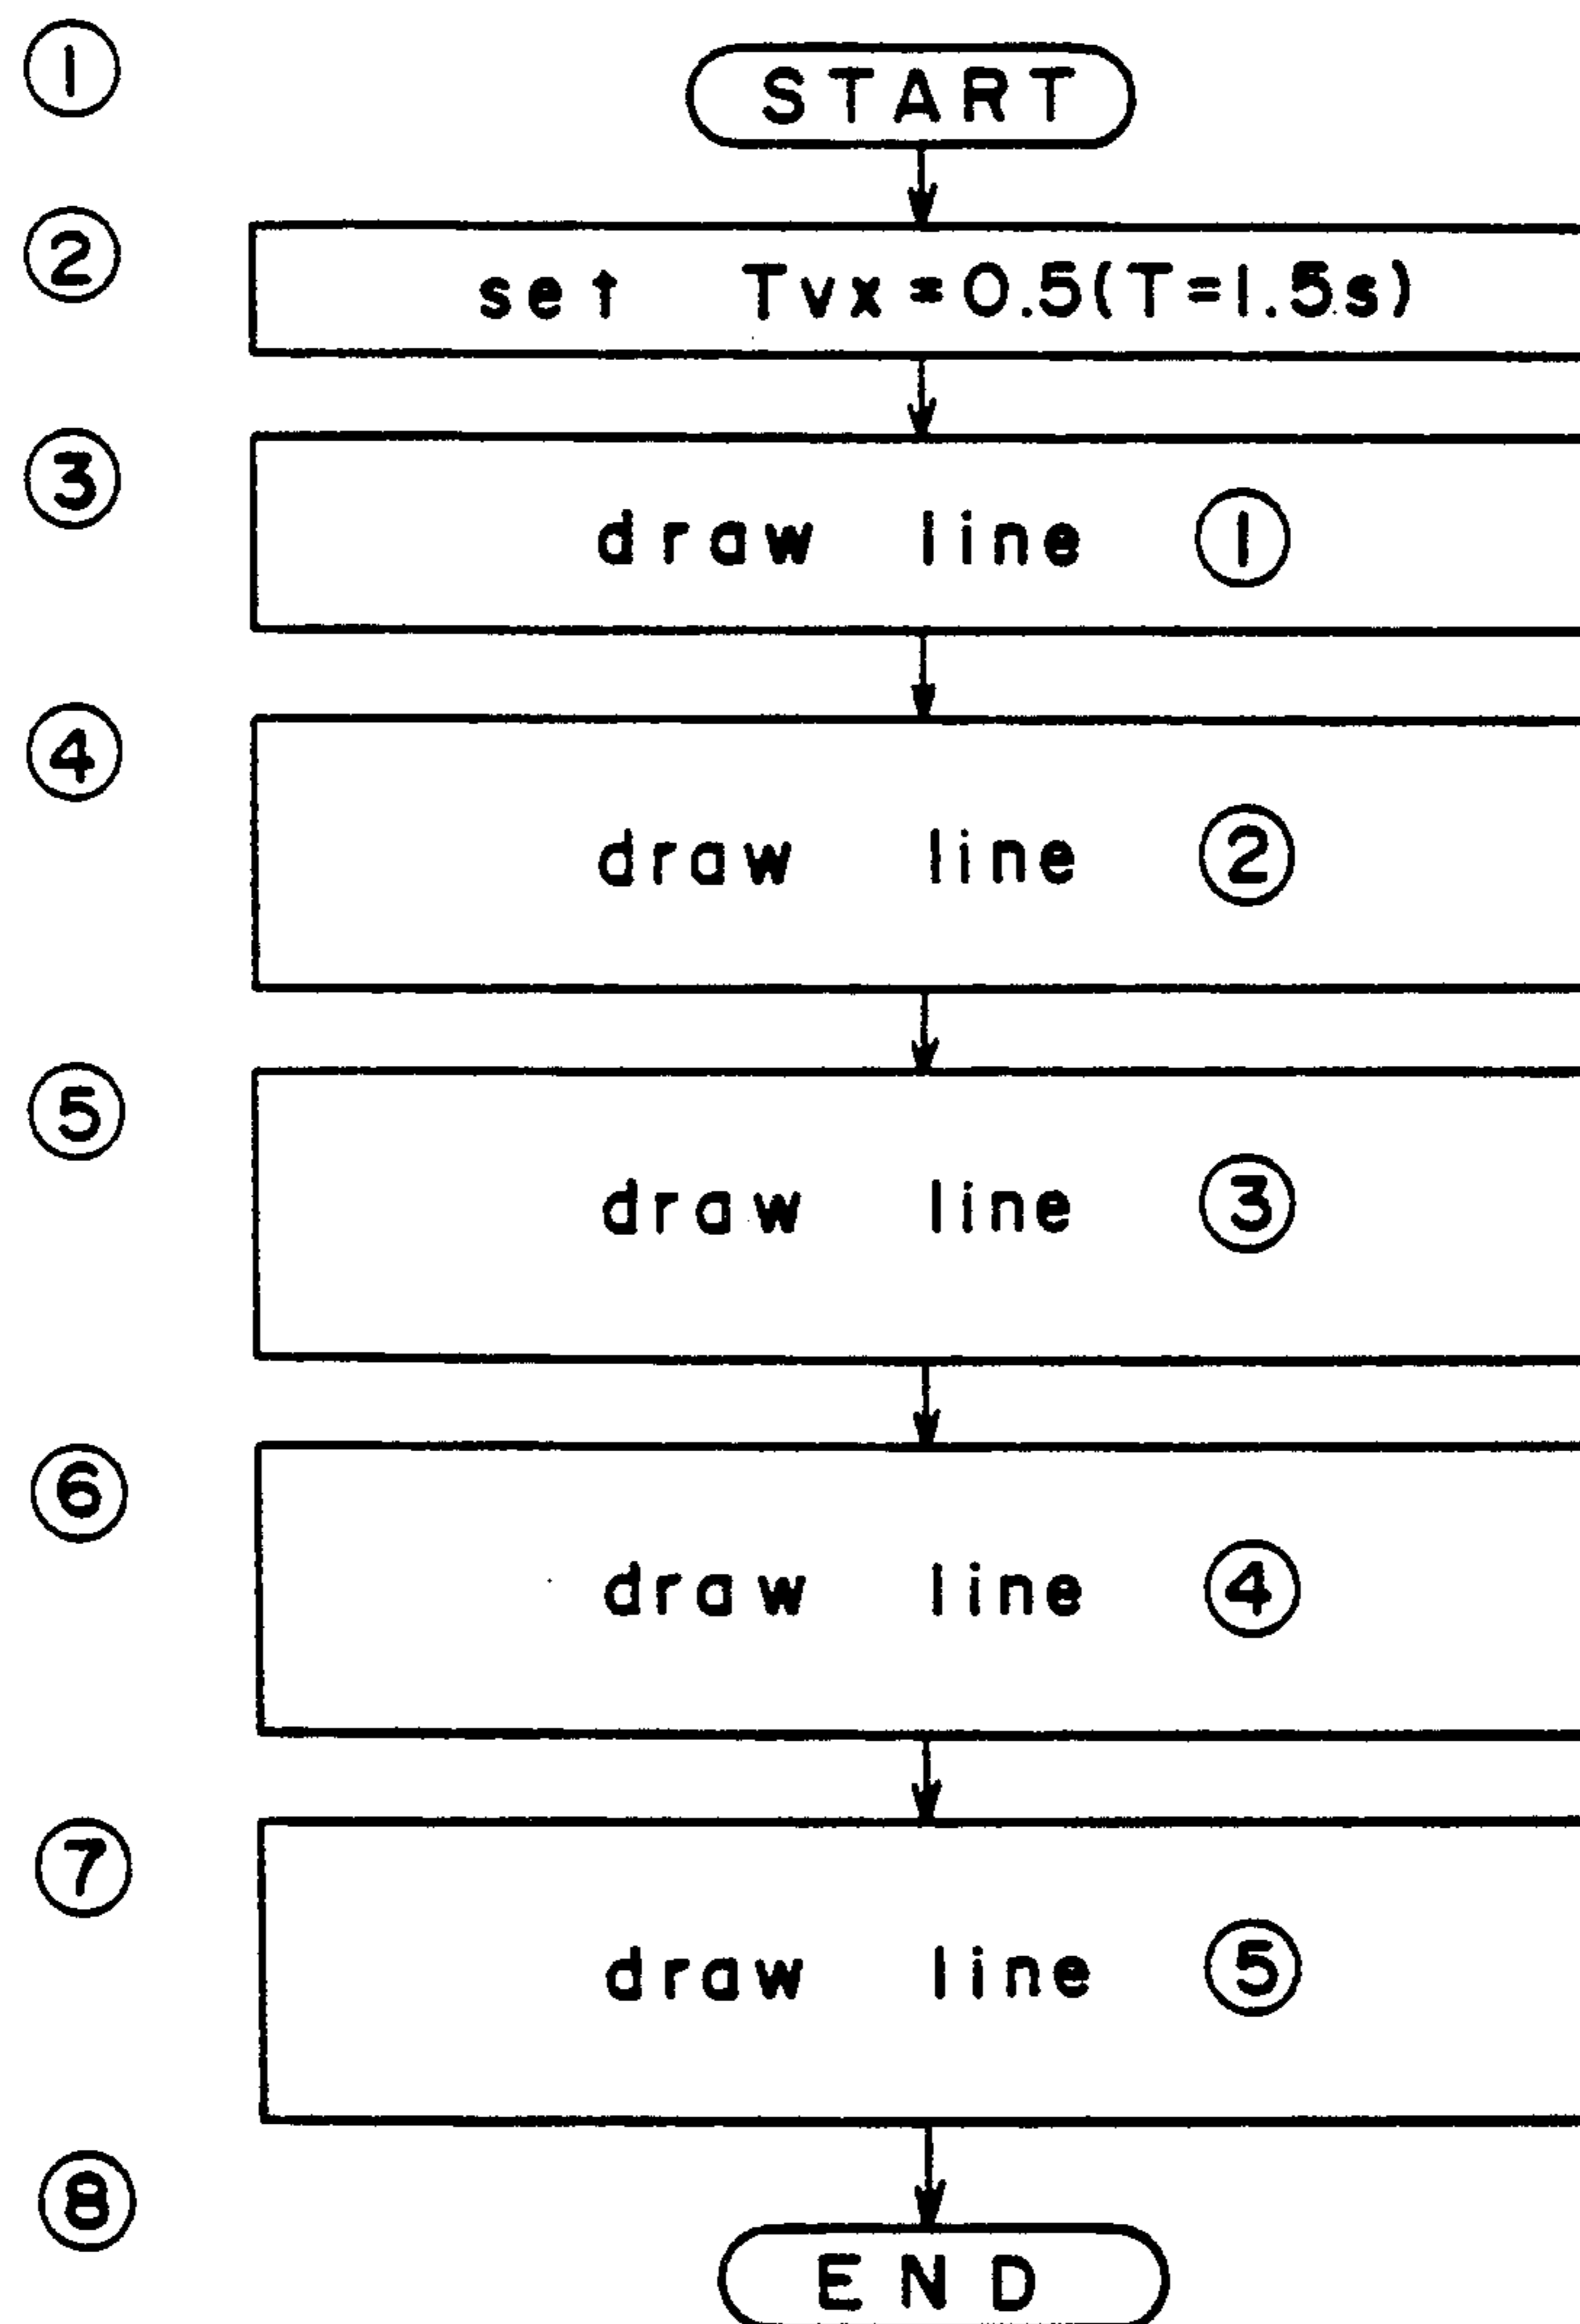 ① START
② set Tvx=0.5(T=1.5s)
③ draw line ①
④ draw line ②
⑤ draw line ③
⑥ draw line ④
⑦ draw line ⑤
⑧ END